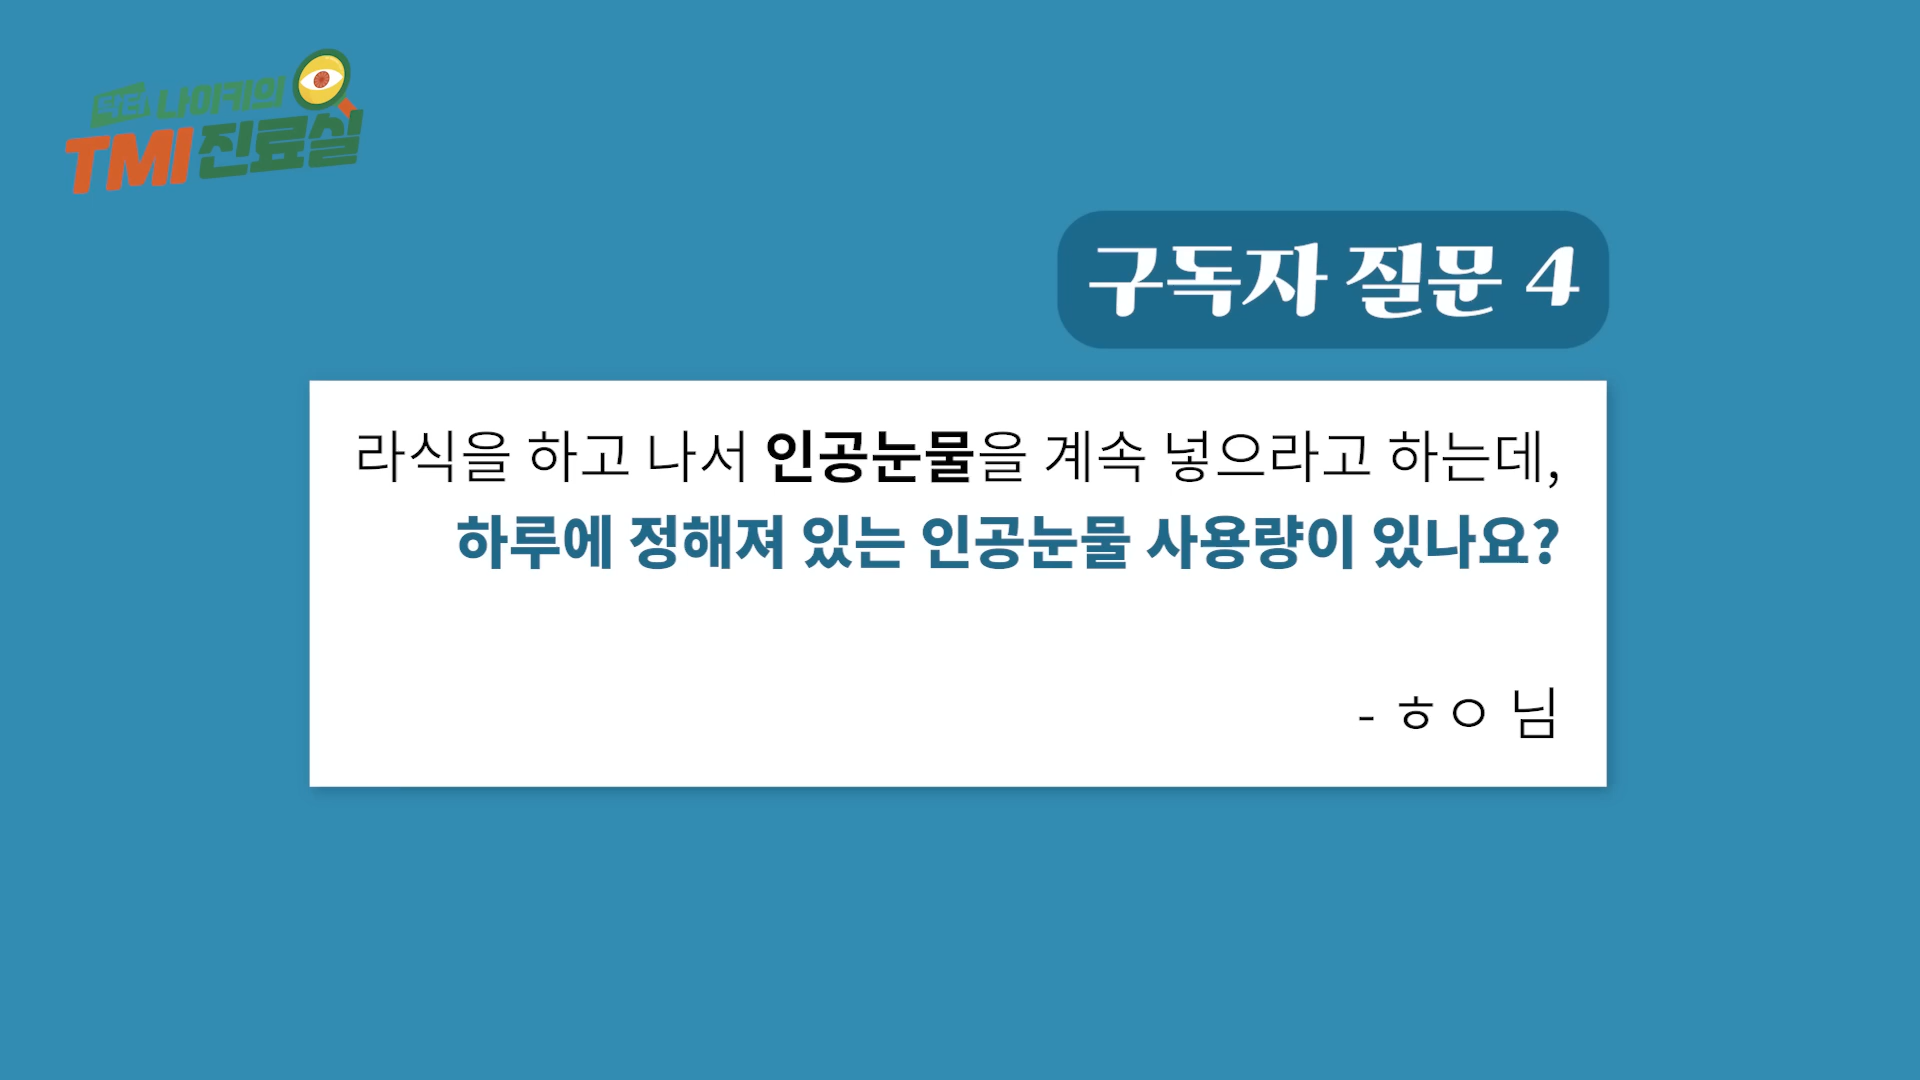 닥터 나이키의
TMI 진료실
구독자 질문 4
라식을 하고 나서 인공눈물을 계속 넣으라고 하는데,
하루에 정해져 있는 인공눈물 사용량이 있나요?
- ㅎㅇ 님